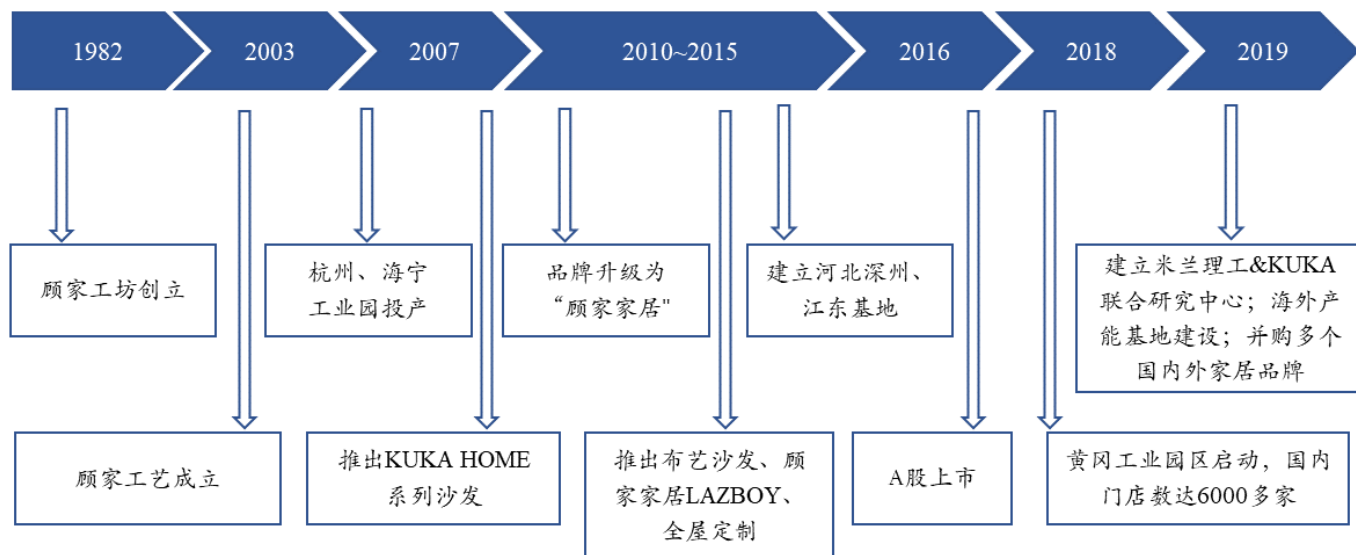 1982
2003
2007
2010~2015
2016
2018
2019
顾家工坊创立
杭州、海宁
工业园投产
品牌升级为
“顾家家居"
建立河北深州、
江东基地
建立米兰理工&KUKA
联合研究中心；海外产
能基地建设；并购多个
国内外家居品牌
顾家工艺成立
推出KUKA HOME
系列沙发
推出布艺沙发、顾
家家居LAZBOY、
全屋定制
A股上市
黄冈工业园区启动，国内
门店数达6000多家